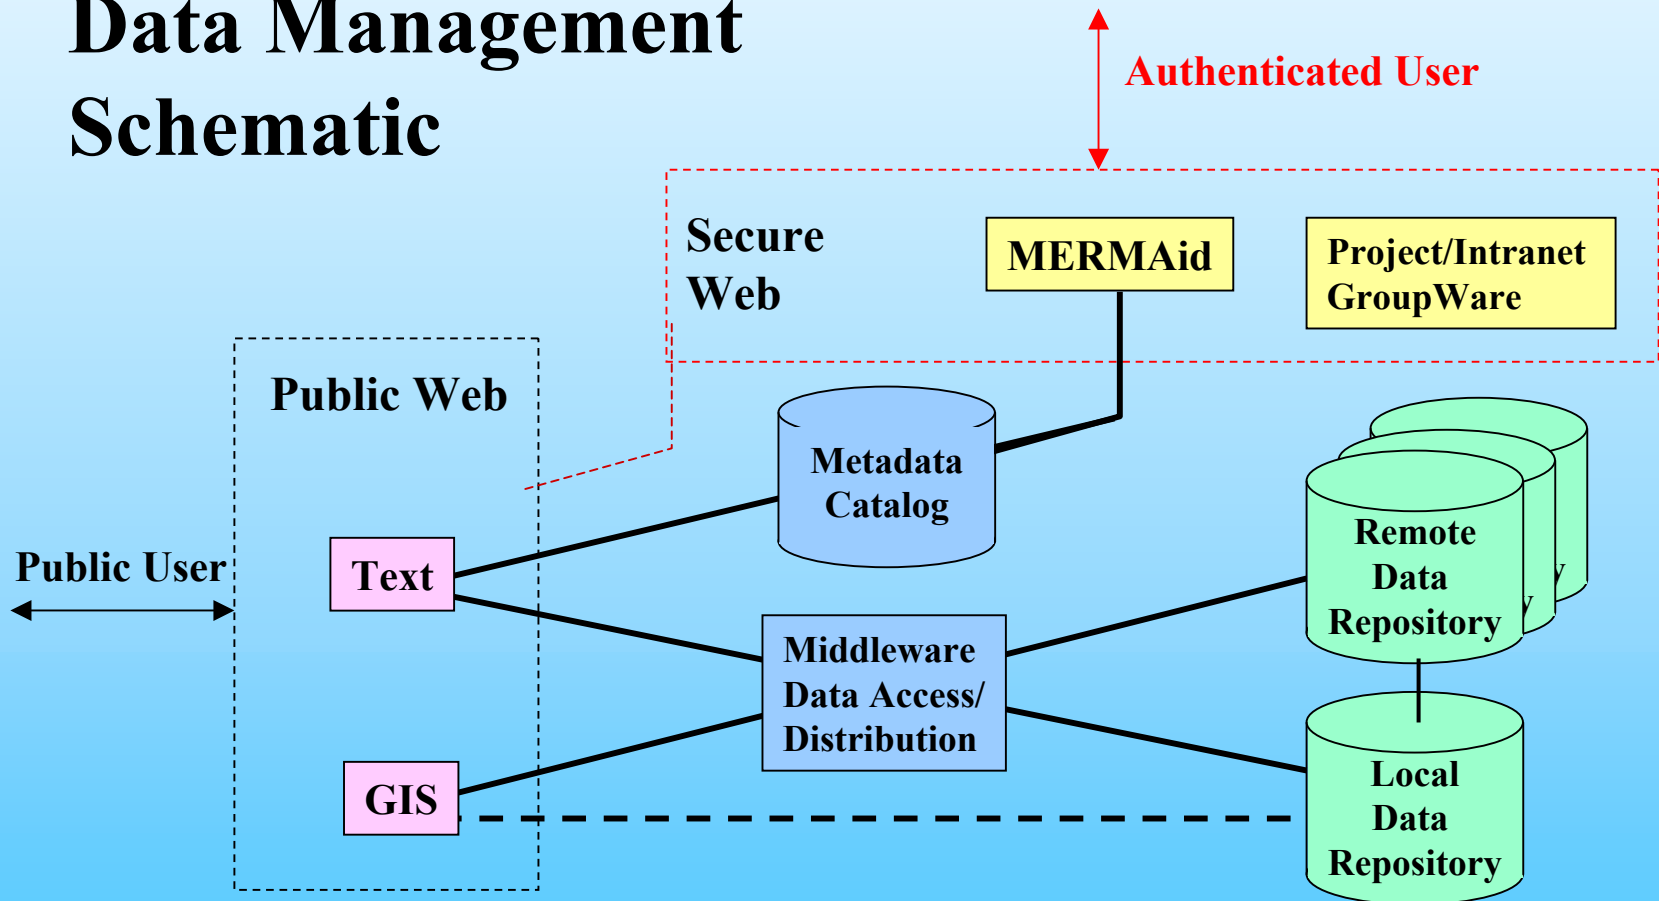 Data Management
Schematic
Authenticated User
Secure
Web
MERMAid
Project/Intranet
GroupWare
Public Web
Metadata
Catalog
Public User
Text
Remote
Data
Repository
y
y
Middleware
Data Access/
Distribution
GIS
Local
Data
Repository